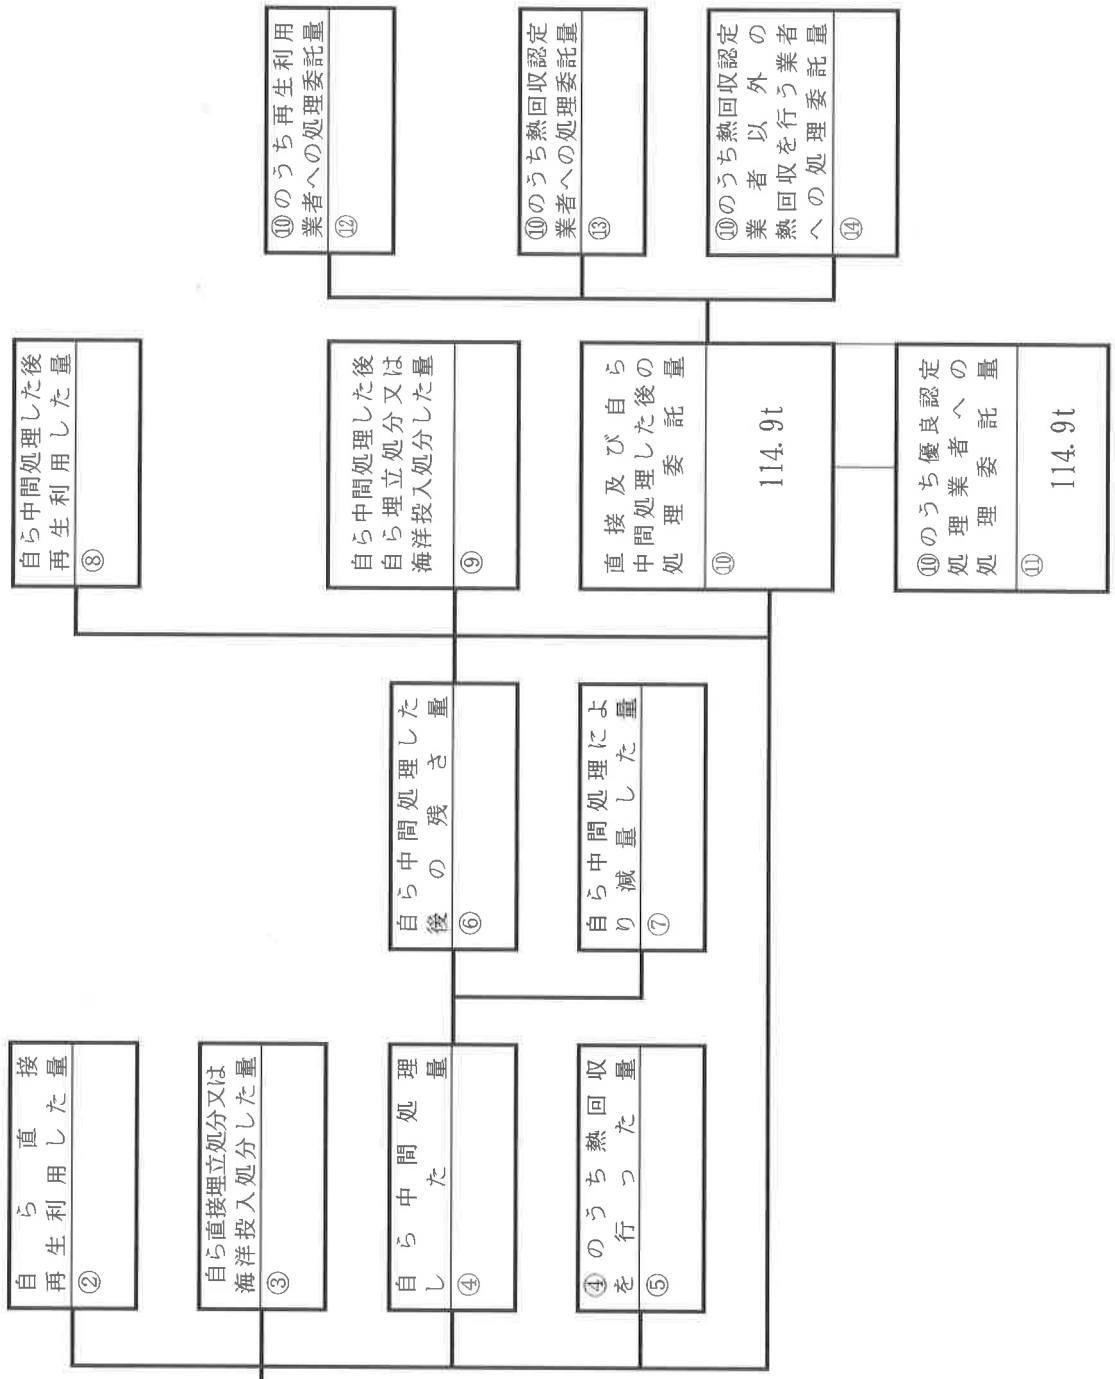 自ら直接
再生利用した量
②
自ら直接埋立処分又は
海洋投入処分した量
③
自ら中間処理
した量
④
④のうち熱回収
を行った量
⑤
自ら中間処理した
後の残さ量
⑥
自ら中間処理によ
り減量した量
⑦
自ら中間処理した後
再生利用した量
⑧
自ら中間処理した後
自ら埋立処分又は
海洋投入処分した量
⑨
直接及び自ら
中間処理した後の
処理委託量
⑩
114.9t
⑩のうち優良認定
処理業者への
処理委託量
⑪
114.9t
⑩のうち再生利用
業者への処理委託量
⑫
⑩のうち熱回収認定
業者への処理委託量
⑬
⑩のうち熱回収認定
業者以外の
熱回収を行う業者
への処理委託量
⑭